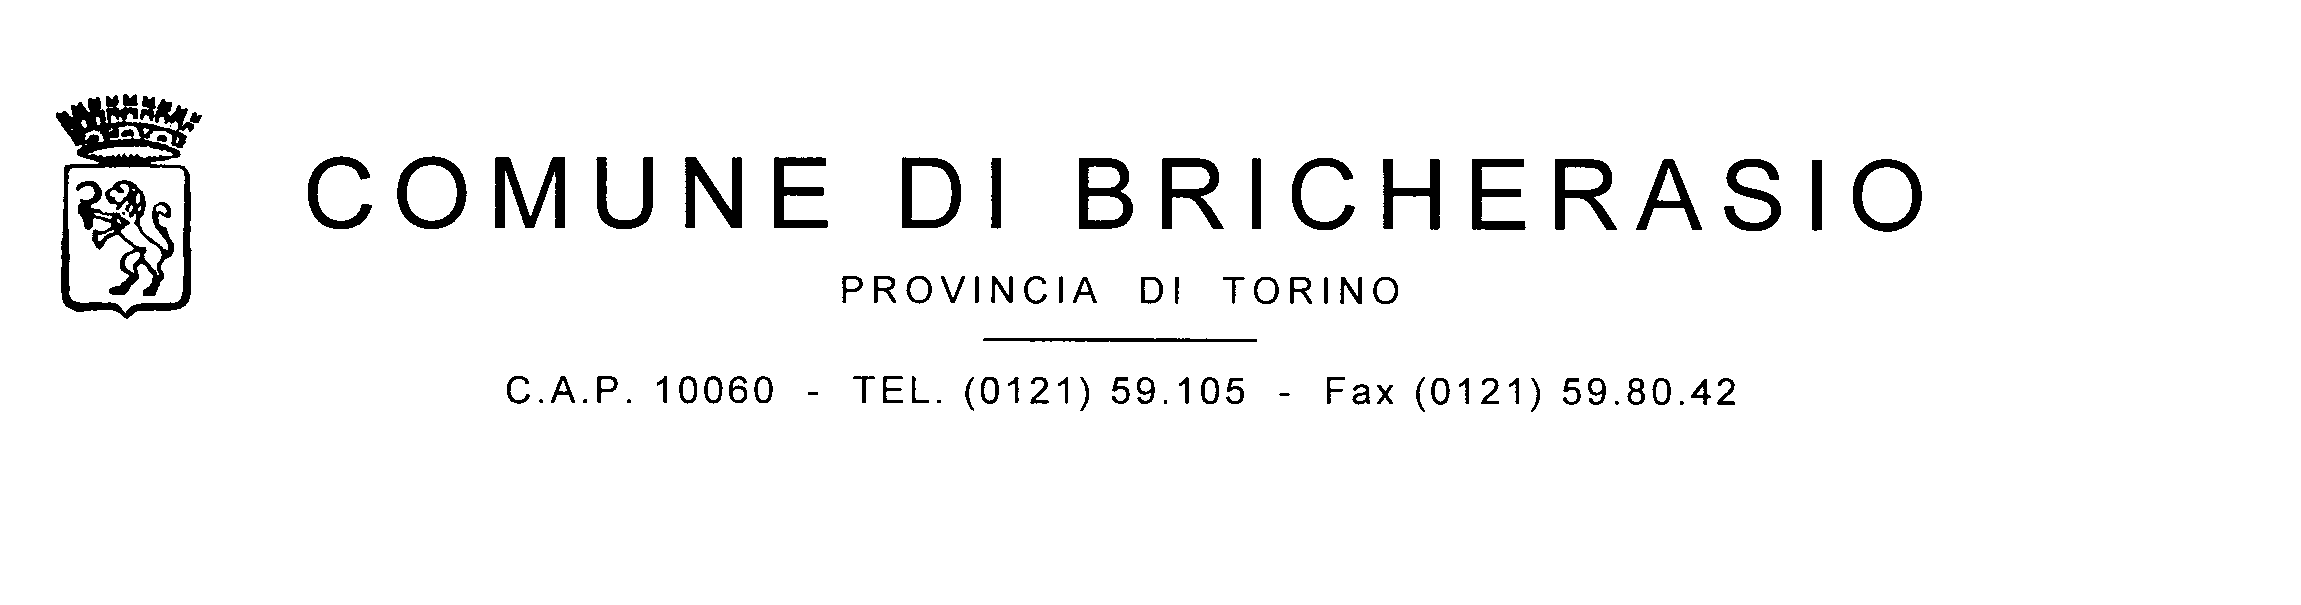 COMUNE DI BRICHERASIO
PROVINCIA DI TORINO
C.A.P. 10060 - TEL. (0121) 59.105 - Fax (0121) 59.80.42